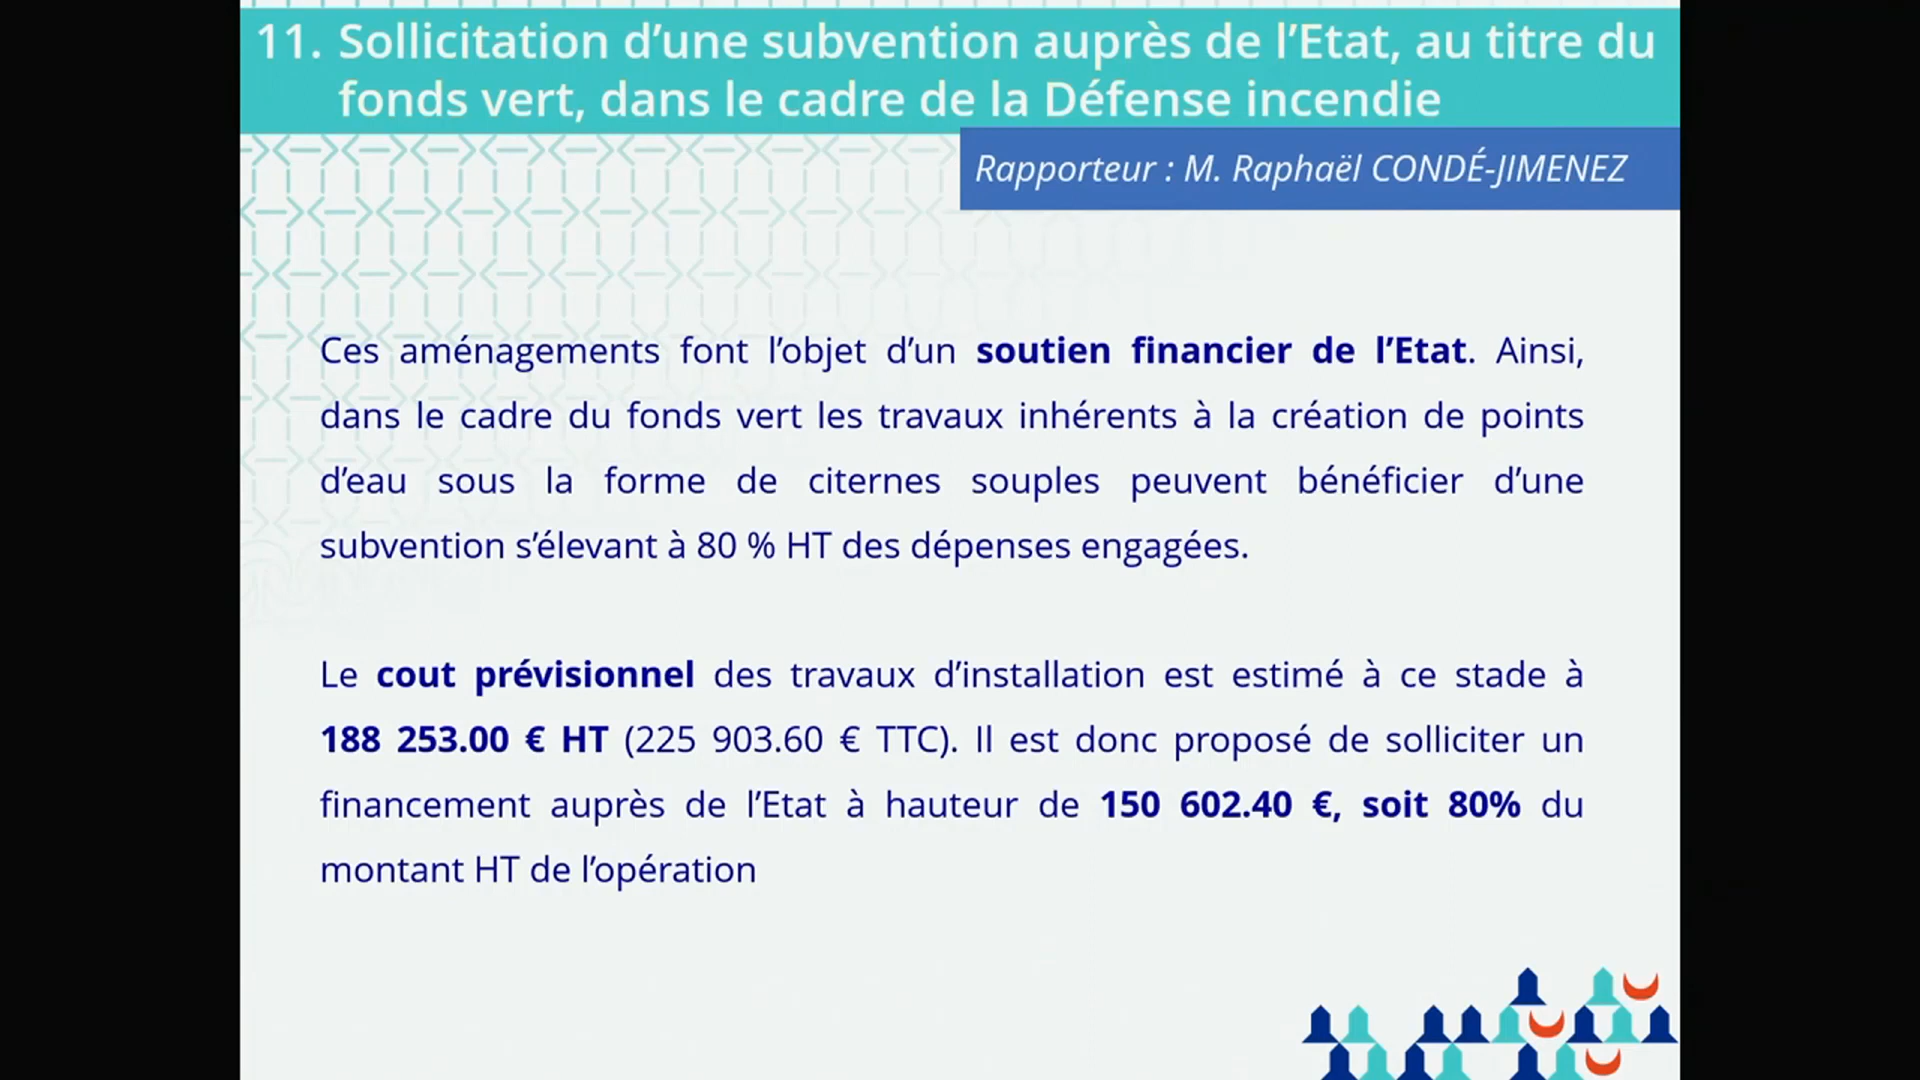 11. Sollicitation d’une subvention auprès de l’Etat, au titre du
fonds vert, dans le cadre de la Défense incendie
Rapporteur : M. Raphaël CONDÉ-JIMENEZ
Ces aménagements font l’objet d’un soutien financier de l’Etat. Ainsi,
dans le cadre du fonds vert les travaux inhérents à la création de points
d’eau sous la forme de citernes souples peuvent bénéficier d’une
subvention s’élevant à 80 % HT des dépenses engagées.
Le cout prévisionnel des travaux d’installation est estimé à ce stade à
188 253.00 € HT (225 903.60 € TTC). Il est donc proposé de solliciter un
financement auprès de l’Etat à hauteur de 150 602.40 €, soit 80% du
montant HT de l’opération